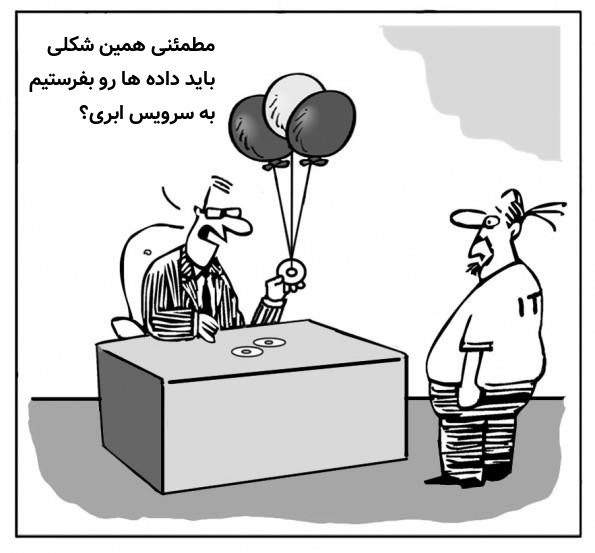 مطمئنی همین شکلی
باید داده ها رو بفرستیم
به سرویس ابری؟
IT